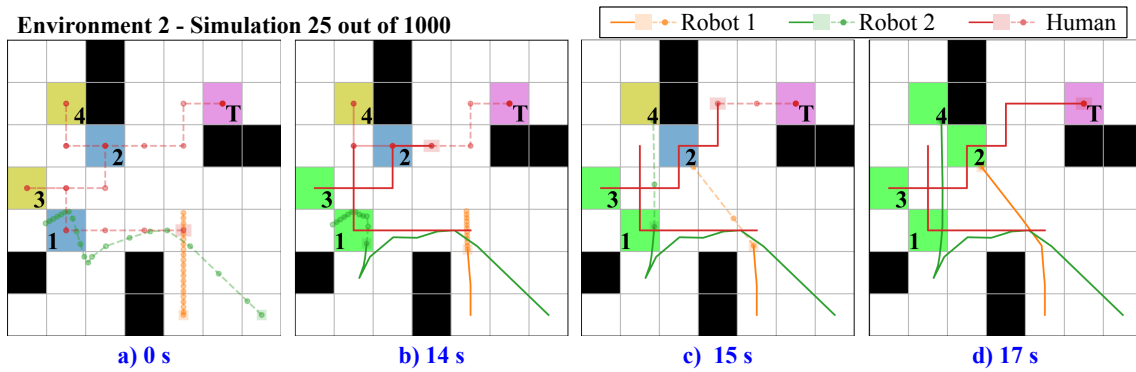 Environment 2 - Simulation 25 out of 1000
Robot 1 Robot 2 Human
4 T 2 3 1
4 T 2 3 1
4 T 2 3 1
4 T 2 3 1
a) 0 s b) 14 s c) 15 s d) 17 s